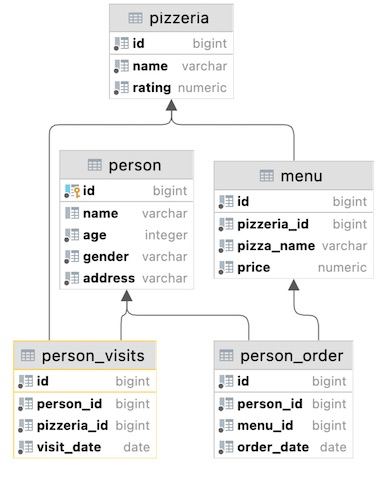 pizzeria
id bigint
name varchar
rating numeric
person
id bigint
name varchar
age integer
gender varchar
address varchar
menu
id bigint
pizzeria_id bigint
pizza_name varchar
price numeric
person_visits
id bigint
person_id bigint
pizzeria_id bigint
visit_date date
person_order
id bigint
person_id bigint
menu_id bigint
order_date date